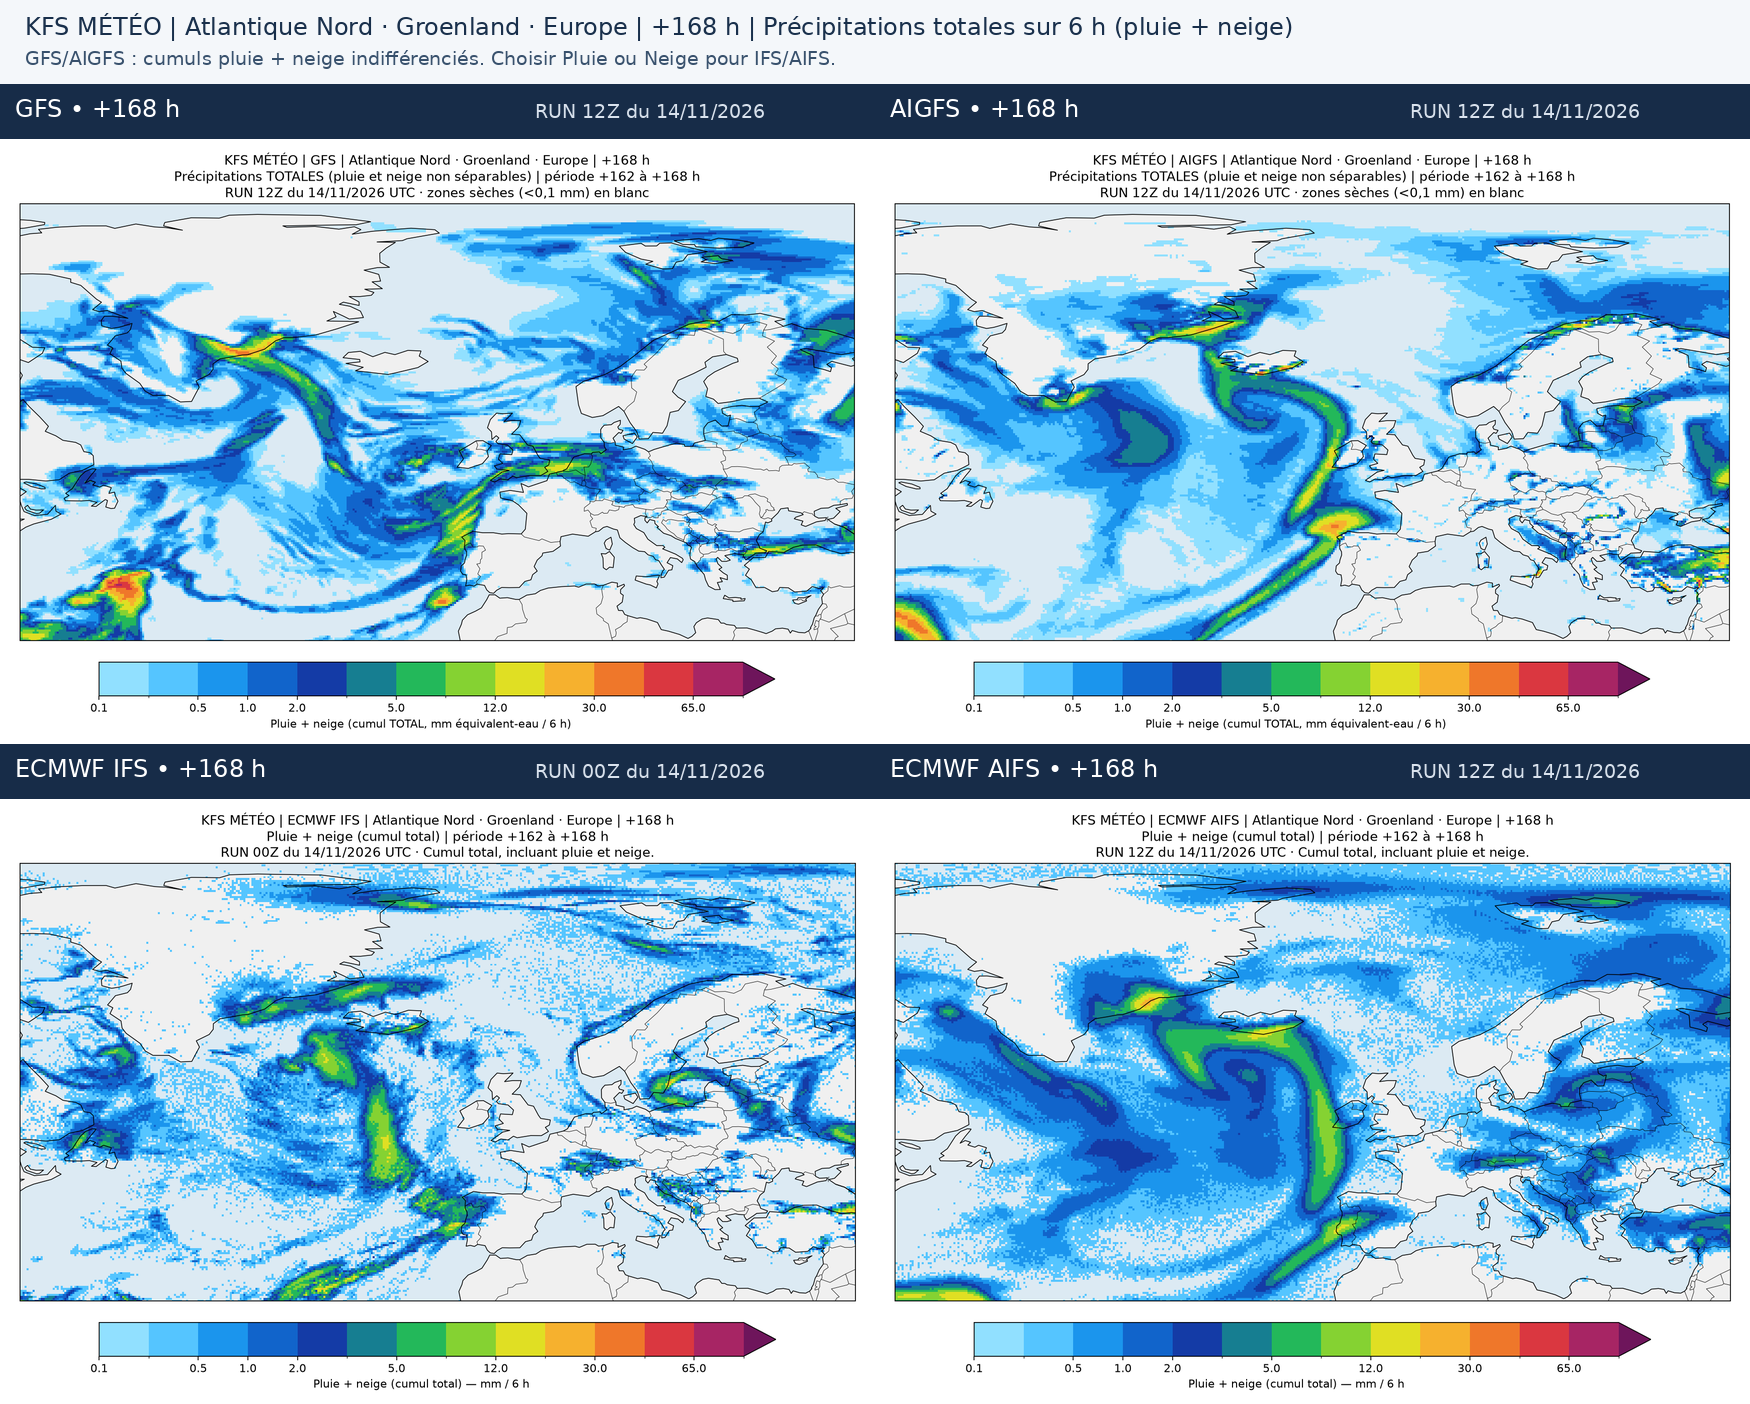 KFS MÉTÉO | Atlantique Nord · Groenland · Europe | +168 h | Précipitations totales sur 6 h (pluie + neige)
GFS/AIGFS : cumuls pluie + neige indifférenciés. Choisir Pluie ou Neige pour IFS/AIFS.
GFS • +168 h
RUN 12Z du 14/11/2026
KFS MÉTÉO | GFS | Atlantique Nord · Groenland · Europe | +168 h
Précipitations TOTALES (pluie et neige non séparables) | période +162 à +168 h
RUN 12Z du 14/11/2026 UTC · zones sèches (<0,1 mm) en blanc
0.1 0.5 1.0 2.0 5.0 12.0 30.0 65.0
Pluie + neige (cumul TOTAL, mm équivalent-eau / 6 h)
AIGFS • +168 h
RUN 12Z du 14/11/2026
KFS MÉTÉO | AIGFS | Atlantique Nord · Groenland · Europe | +168 h
Précipitations TOTALES (pluie et neige non séparables) | période +162 à +168 h
RUN 12Z du 14/11/2026 UTC · zones sèches (<0,1 mm) en blanc
0.1 0.5 1.0 2.0 5.0 12.0 30.0 65.0
Pluie + neige (cumul TOTAL, mm équivalent-eau / 6 h)
ECMWF IFS • +168 h
RUN 00Z du 14/11/2026
KFS MÉTÉO | ECMWF IFS | Atlantique Nord · Groenland · Europe | +168 h
Pluie + neige (cumul total) | période +162 à +168 h
RUN 00Z du 14/11/2026 UTC · Cumul total, incluant pluie et neige.
0.1 0.5 1.0 2.0 5.0 12.0 30.0 65.0
Pluie + neige (cumul total) — mm / 6 h
ECMWF AIFS • +168 h
RUN 12Z du 14/11/2026
KFS MÉTÉO | ECMWF AIFS | Atlantique Nord · Groenland · Europe | +168 h
Pluie + neige (cumul total) | période +162 à +168 h
RUN 12Z du 14/11/2026 UTC · Cumul total, incluant pluie et neige.
0.1 0.5 1.0 2.0 5.0 12.0 30.0 65.0
Pluie + neige (cumul total) — mm / 6 h